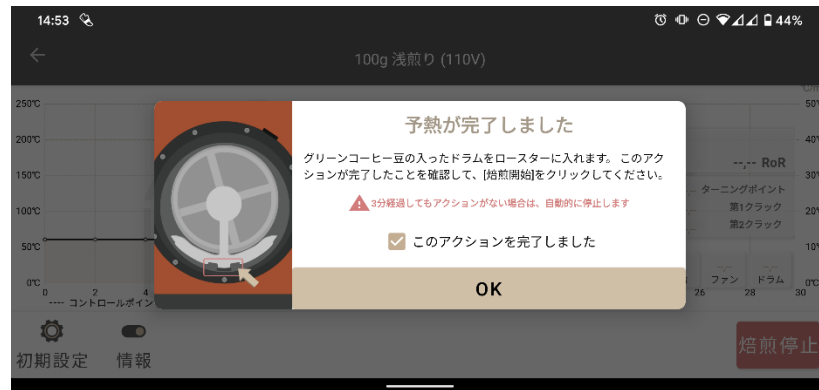 14:53
44%
100g 浅煎り (110V)
250℃
200℃
150℃
100℃
50℃
0℃
0
2
4
コントロールポイン
予熱が完了しました
グリーンコーヒー豆の入ったドラムをロースターに入れます。 このアク
ションが完了したことを確認して、[焙煎開始]をクリックしてください。
3分経過してもアクションがない場合は、自動的に停止します
このアクションを完了しました
OK
--,-- RoR
ターニングポイント
第1クラック
第2クラック
ファン
ドラム
26
28
30
初期設定
情報
焙煎停止